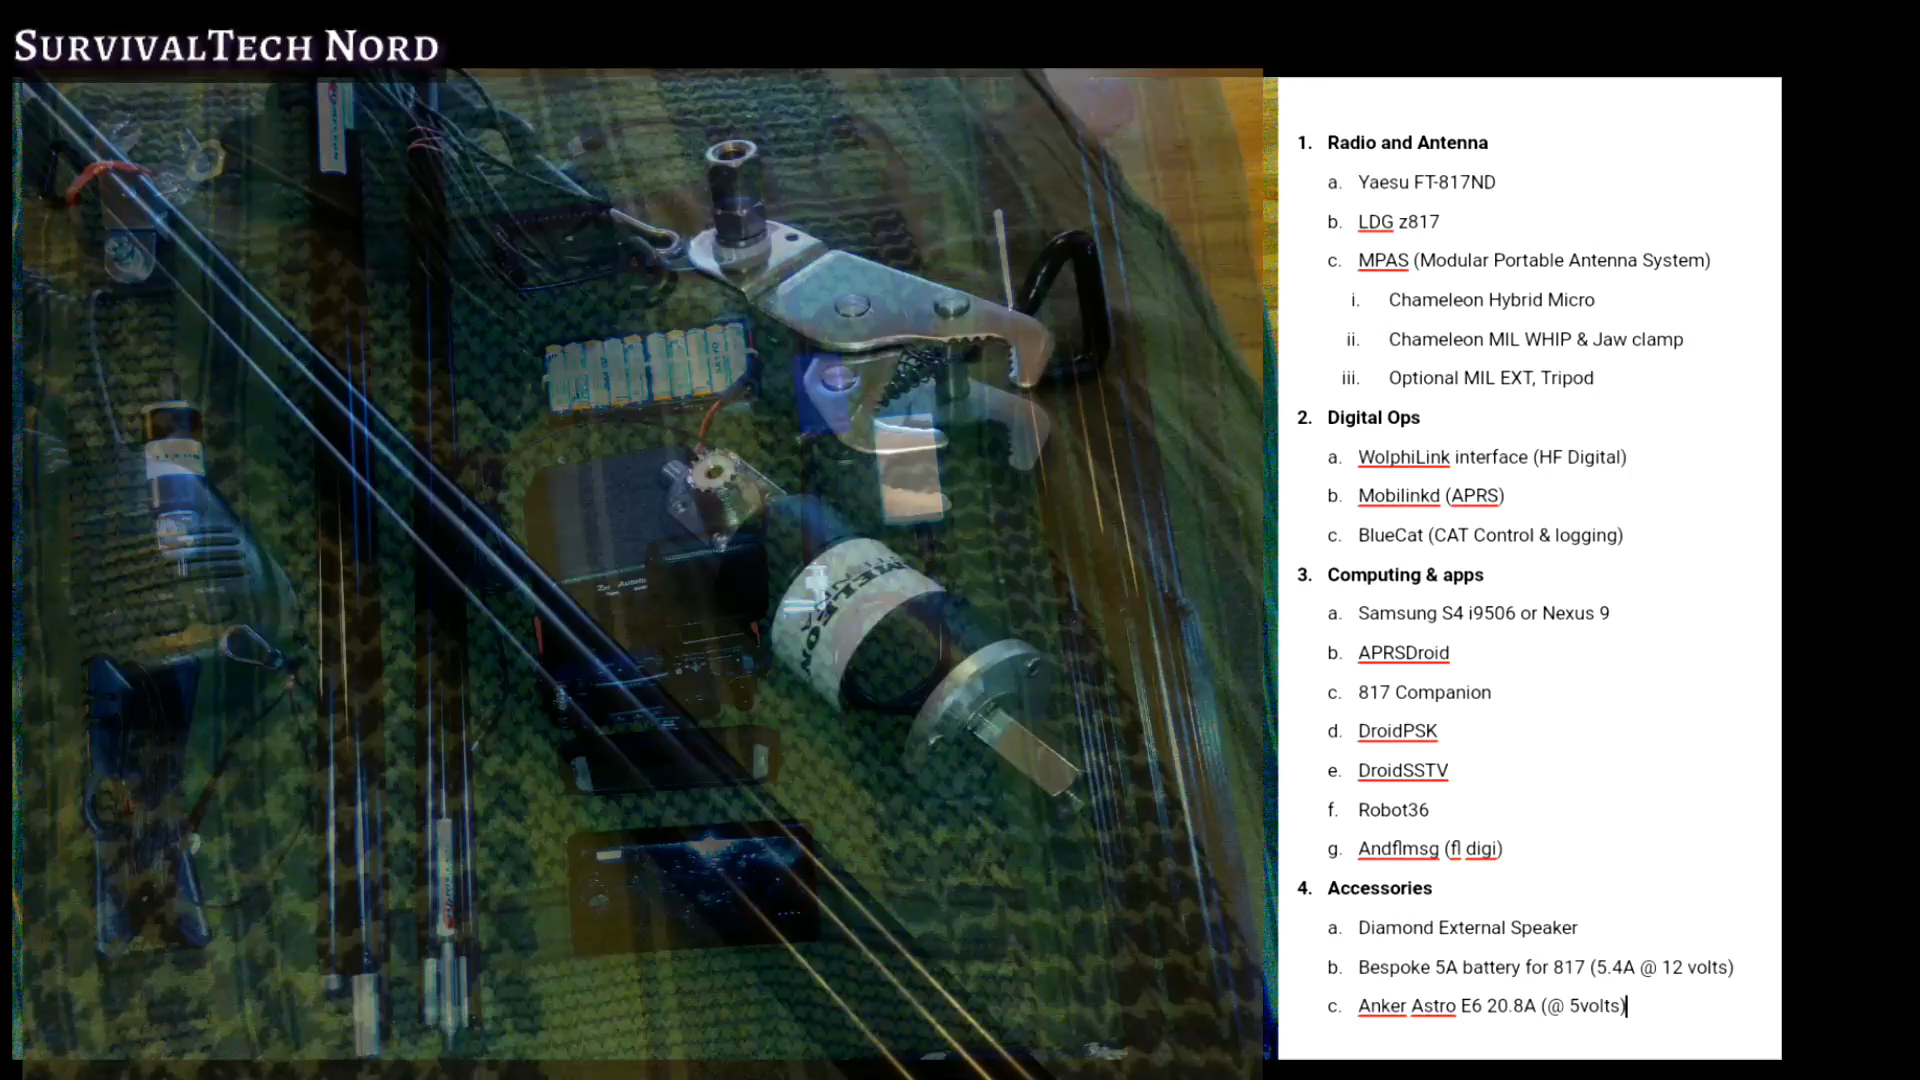 SURVIVALTECH NORD
1. Radio and Antenna
a. Yaesu FT-817ND
b. LDG z817
c. MPAS (Modular Portable Antenna System)
i. Chameleon Hybrid Micro
ii. Chameleon MIL WHIP & Jaw clamp
iii. Optional MIL EXT, Tripod
2. Digital Ops
a. WolphiLink interface (HF Digital)
b. Mobilinkd (APRS)
c. BlueCat (CAT Control & logging)
3. Computing & apps
a. Samsung S4 i9506 or Nexus 9
b. APRSDroid
c. 817 Companion
d. DroidPSK
e. DroidSSTV
f. Robot36
g. Andflmsg (fl digi)
4. Accessories
a. Diamond External Speaker
b. Bespoke 5A battery for 817 (5.4A @ 12 volts)
c. Anker Astro E6 20.8A (@ 5volts)